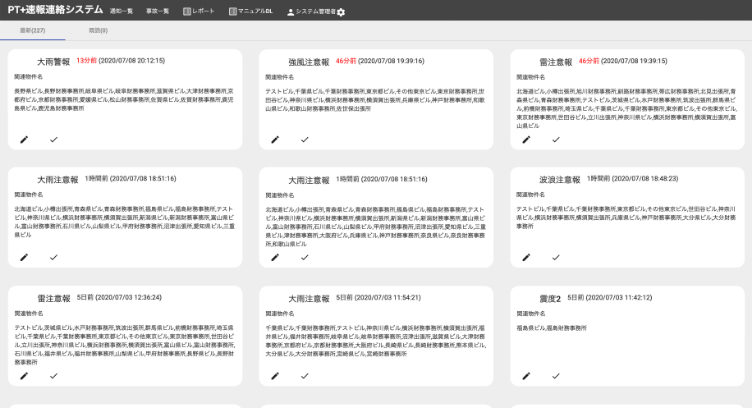 PT+速報連絡システム 通知一覧 事故一覧 レポート マニュアルDL システム管理者
最新(227) 既読(0)
大雨警報 13分前 (2020/07/08 20:12:15)
関連物件名
長野県ビル,長野財務事務所,岐阜県ビル,岐阜財務事務所,滋賀県ビル,大津財務事務所,京
都府ビル,京都財務事務所,愛媛県ビル,松山財務事務所,佐賀県ビル,佐賀財務事務所,鹿児
島県ビル,鹿児島財務事務所
強風注意報 46分前 (2020/07/08 19:39:16)
関連物件名
テストビル,千葉県ビル,千葉財務事務所,東京都ビル,その他東京ビル,東京財務事務所,世
田谷ビル,神奈川県ビル,横浜財務事務所,横須賀出張所,兵庫県ビル,神戸財務事務所,和歌
山県ビル,和歌山財務事務所,佐世保出張所
雷注意報 46分前 (2020/07/08 19:39:15)
関連物件名
北海道ビル,小樽出張所,旭川財務事務所,釧路財務事務所,帯広財務事務所,北見出張所,青
森県ビル,青森財務事務所,テストビル,茨城県ビル,水戸財務事務所,筑波出張所,群馬県ビ
ル,前橋財務事務所,埼玉県ビル,千葉県ビル,千葉財務事務所,東京都ビル,その他東京ビル,
東京財務事務所,世田谷ビル,立川出張所,神奈川県ビル,横浜財務事務所,横須賀出張所,富
山県ビル
大雨注意報 1時間前 (2020/07/08 18:51:16)
関連物件名
北海道ビル,小樽出張所,青森県ビル,青森財務事務所,福島県ビル,福島財務事務所,テスト
ビル,神奈川県ビル,横浜財務事務所,横須賀出張所,新潟県ビル,新潟財務事務所,富山県ビ
ル,富山財務事務所,石川県ビル,山梨県ビル,甲府財務事務所,沼津出張所,愛知県ビル,三重
県ビル
大雨注意報 1時間前 (2020/07/08 18:51:16)
関連物件名
北海道ビル,小樽出張所,青森県ビル,青森財務事務所,福島県ビル,福島財務事務所,テスト
ビル,神奈川県ビル,横浜財務事務所,横須賀出張所,新潟県ビル,新潟財務事務所,富山県ビ
ル,富山財務事務所,石川県ビル,山梨県ビル,甲府財務事務所,沼津出張所,愛知県ビル,三重
県ビル,津財務事務所,大阪府ビル,兵庫県ビル,神戸財務事務所,奈良県ビル,奈良財務事務
所,和歌山県ビル
波浪注意報 1時間前 (2020/07/08 18:48:23)
関連物件名
テストビル,千葉県ビル,千葉財務事務所,東京都ビル,その他東京ビル,世田谷ビル,神奈川
県ビル,横浜財務事務所,横須賀出張所,兵庫県ビル,神戸財務事務所,大分県ビル,大分財務
事務所
雷注意報 5日前 (2020/07/03 12:36:24)
関連物件名
テストビル,茨城県ビル,水戸財務事務所,筑波出張所,群馬県ビル,前橋財務事務所,埼玉県
ビル,千葉県ビル,千葉財務事務所,東京都ビル,その他東京ビル,東京財務事務所,世田谷ビ
ル,立川出張所,神奈川県ビル,横浜財務事務所,横須賀出張所,富山県ビル,富山財務事務所,
石川県ビル,福井県ビル,福井財務事務所,山梨県ビル,甲府財務事務所,長野県ビル,長野財
務事務所
大雨注意報 5日前 (2020/07/03 11:54:21)
関連物件名
千葉県ビル,千葉財務事務所,テストビル,神奈川県ビル,横浜財務事務所,横須賀出張所,福
井県ビル,福井財務事務所,岐阜県ビル,岐阜財務事務所,沼津出張所,滋賀県ビル,大津財務
事務所,京都府ビル,京都財務事務所,大阪府ビル,長崎県ビル,長崎財務事務所,熊本県ビル,
大分県ビル,大分財務事務所,宮崎県ビル,宮崎財務事務所
震度2 5日前 (2020/07/03 11:42:12)
関連物件名
福島県ビル,福島財務事務所